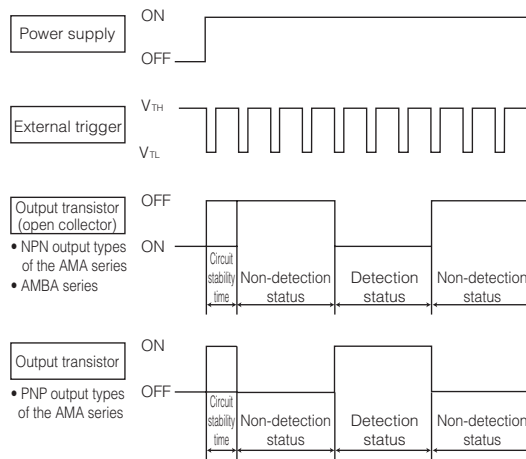 Power supply
ON
OFF
External trigger
VTH
VTL
Output transistor
(open collector)
• NPN output types
of the AMA series
• AMBA series
OFF
ON
Circuit
stability
time
Non-detection
status
Detection
status
Non-detection
status
Output transistor
• PNP output types
of the AMA series
ON
OFF
Circuit
stability
time
Non-detection
status
Detection
status
Non-detection
status